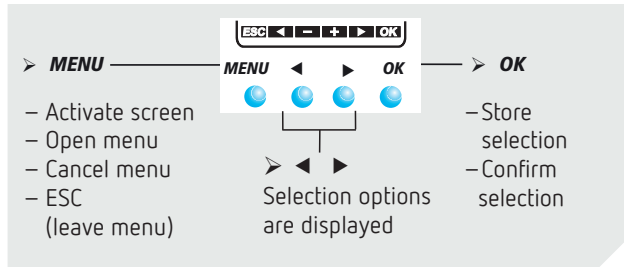 ESC ◄ − + ► OK
MENU ◄ ► OK
➢ MENU
– Activate screen
– Open menu
– Cancel menu
– ESC
(leave menu)
➢ ◄ ►
Selection options
are displayed
➢ OK
– Store
selection
– Confirm
selection